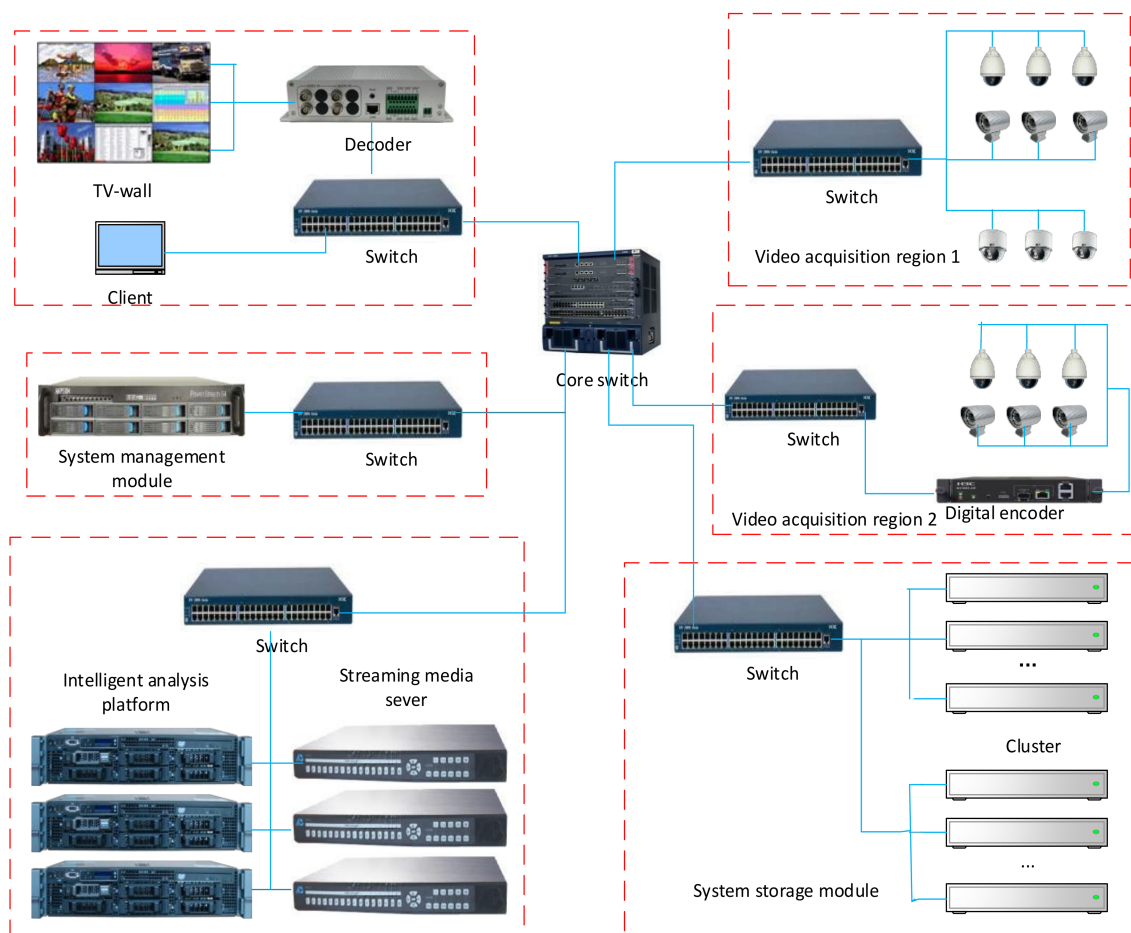 TV-wall
Decoder
Switch
Client
Core switch
Switch
Video acquisition region 1
System management
module
Switch
Switch
Video acquisition region 2
H3C
Digital encoder
Switch
Intelligent analysis
platform
Streaming media
sever
Switch
...
Cluster
...
System storage module